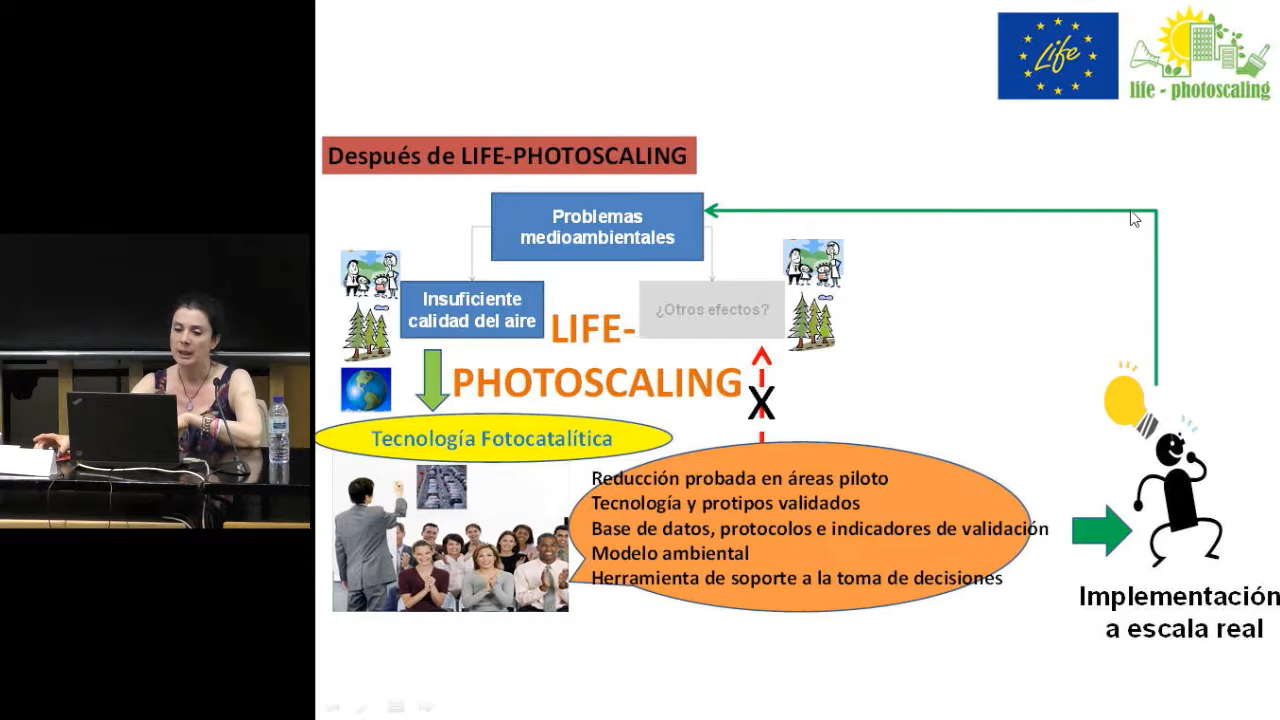 Life
life - photoscaling
Después de LIFE-PHOTOSCALING
Problemas
medioambientales
Insuficiente
calidad del aire
¿Otros efectos?
LIFE-
PHOTOSCALING
X
Tecnología Fotocatalítica
Reducción probada en áreas piloto
Tecnología y protipos validados
Base de datos, protocolos e indicadores de validación
Modelo ambiental
Herramienta de soporte a la toma de decisiones
Implementación
a escala real